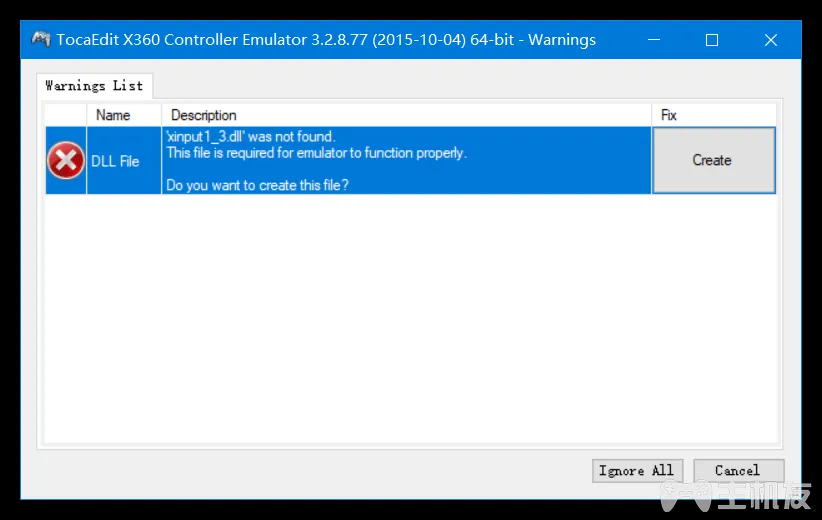 TocaEdit X360 Controller Emulator 3.2.8.77 (2015-10-04) 64-bit - Warnings
Warnings List
Name Description Fix
'xinput1_3.dll' was not found.
This file is required for emulator to function properly.
DLL File
Create
Do you want to create this file?
Ignore All Cancel
主机友